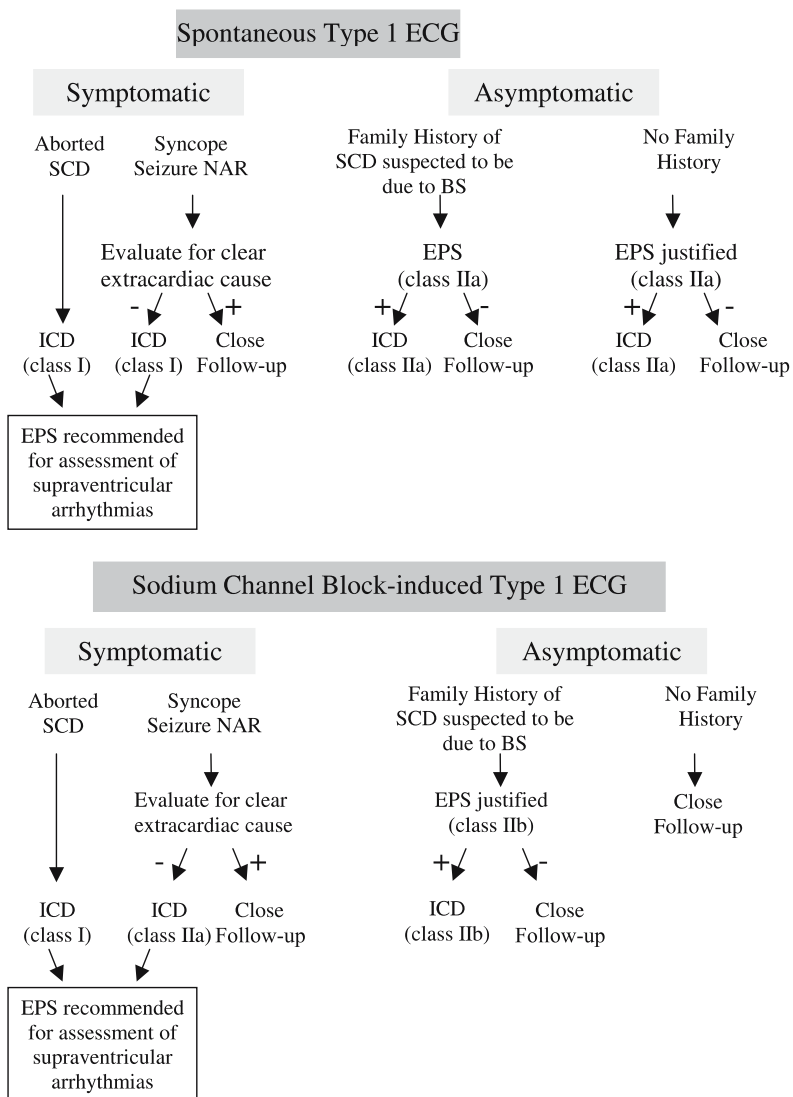 Spontaneous Type 1 ECG
Symptomatic
Aborted
SCD
Syncope
Seizure NAR
Evaluate for clear
extracardiac cause
-
+
ICD
(class I)
ICD
(class I)
Close
Follow-up
EPS recommended
for assessment of
supraventricular
arrhythmias
Asymptomatic
Family History of
SCD suspected to be
due to BS
EPS
(class IIa)
+
-
ICD
(class IIa)
Close
Follow-up
No Family
History
EPS justified
(class IIa)
+
-
ICD
(class IIa)
Close
Follow-up
Sodium Channel Block-induced Type 1 ECG
Symptomatic
Aborted
SCD
Syncope
Seizure NAR
Evaluate for clear
extracardiac cause
-
+
ICD
(class I)
ICD
(class IIa)
Close
Follow-up
EPS recommended
for assessment of
supraventricular
arrhythmias
Asymptomatic
Family History of
SCD suspected to be
due to BS
EPS justified
(class IIb)
+
-
ICD
(class IIb)
Close
Follow-up
No Family
History
Close
Follow-up